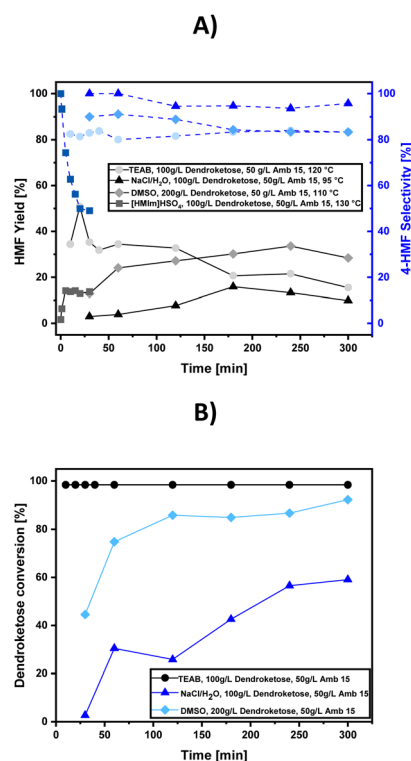 A)
100
80
60
40
20
0
HMF Yield [%]
100
80
60
40
20
0
4-HMF Selectivity [%]
TEAB, 100g/L Dendroketose, 50 g/L Amb 15, 120 °C
NaCl/H₂O, 100g/L Dendroketose, 50g/L Amb 15, 95 °C
DMSO, 200g/L Dendroketose, 50 g/L Amb 15, 110 °C
[HMIm]HSO₄, 100g/L Dendroketose, 50g/L Amb 15, 130 °C
0 50 100 150 200 250 300
Time [min]
B)
100
80
60
40
20
0
Dendroketose conversion [%]
TEAB, 100g/L Dendroketose, 50g/L Amb 15
NaCl/H₂O, 100g/L Dendroketose, 50g/L Amb 15
DMSO, 200g/L Dendroketose, 50g/L Amb 15
0 50 100 150 200 250 300
Time [min]